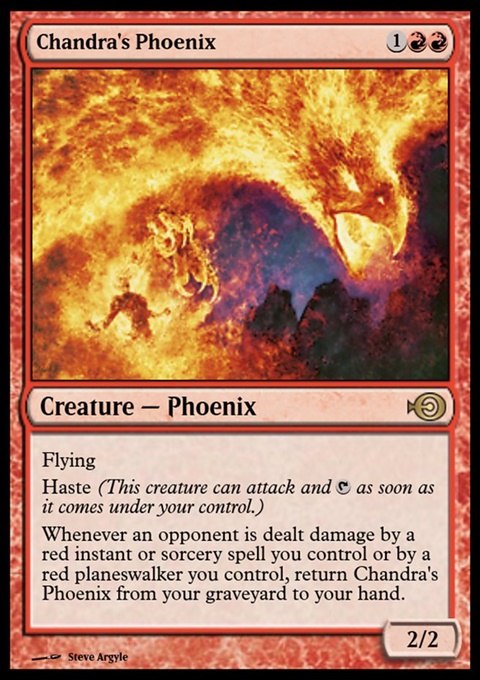 Chandra's Phoenix 1
Creature — Phoenix
Flying
Haste (This creature can attack and as soon as
it comes under your control.)
Whenever an opponent is dealt damage by a
red instant or sorcery spell you control or by a
red planeswalker you control, return Chandra's
Phoenix from your graveyard to your hand.
2/2
Steve Argyle